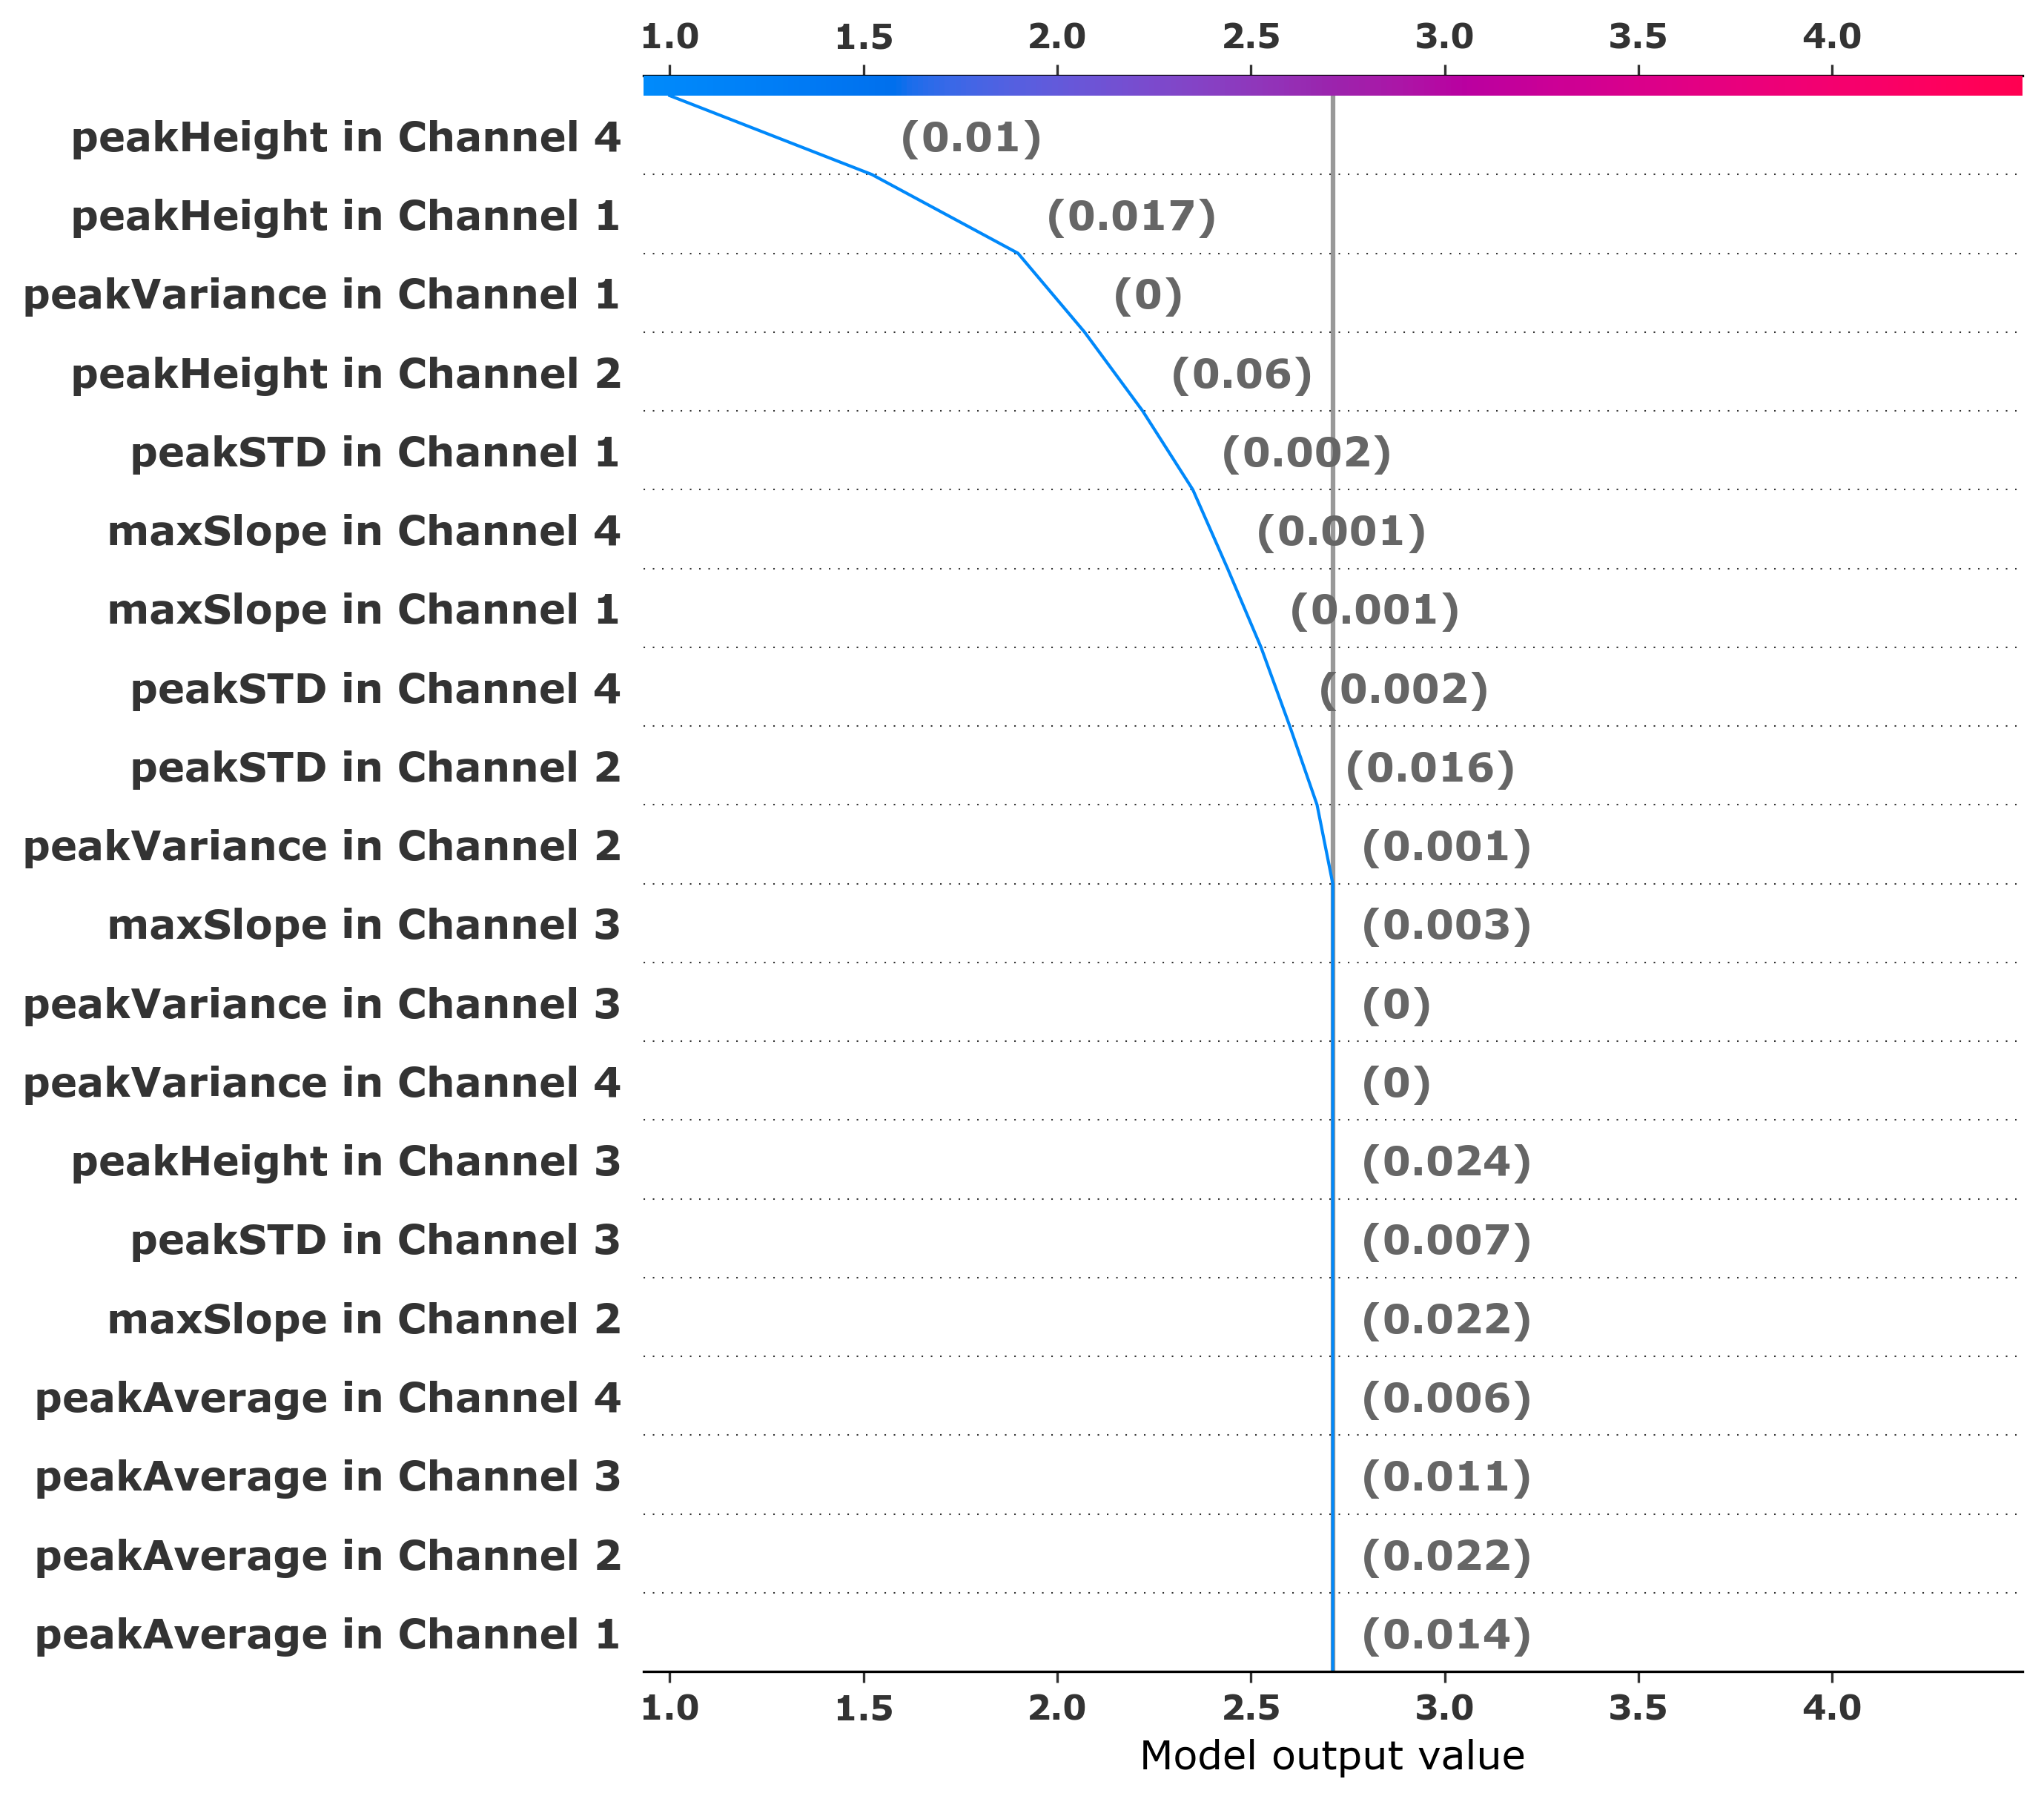 1.0 1.5 2.0 2.5 3.0 3.5 4.0
peakHeight in Channel 4 (0.01)
peakHeight in Channel 1 (0.017)
peakVariance in Channel 1 (0)
peakHeight in Channel 2 (0.06)
peakSTD in Channel 1 (0.002)
maxSlope in Channel 4 (0.001)
maxSlope in Channel 1 (0.001)
peakSTD in Channel 4 (0.002)
peakSTD in Channel 2 (0.016)
peakVariance in Channel 2 (0.001)
maxSlope in Channel 3 (0.003)
peakVariance in Channel 3 (0)
peakVariance in Channel 4 (0)
peakHeight in Channel 3 (0.024)
peakSTD in Channel 3 (0.007)
maxSlope in Channel 2 (0.022)
peakAverage in Channel 4 (0.006)
peakAverage in Channel 3 (0.011)
peakAverage in Channel 2 (0.022)
peakAverage in Channel 1 (0.014)
1.0 1.5 2.0 2.5 3.0 3.5 4.0
Model output value